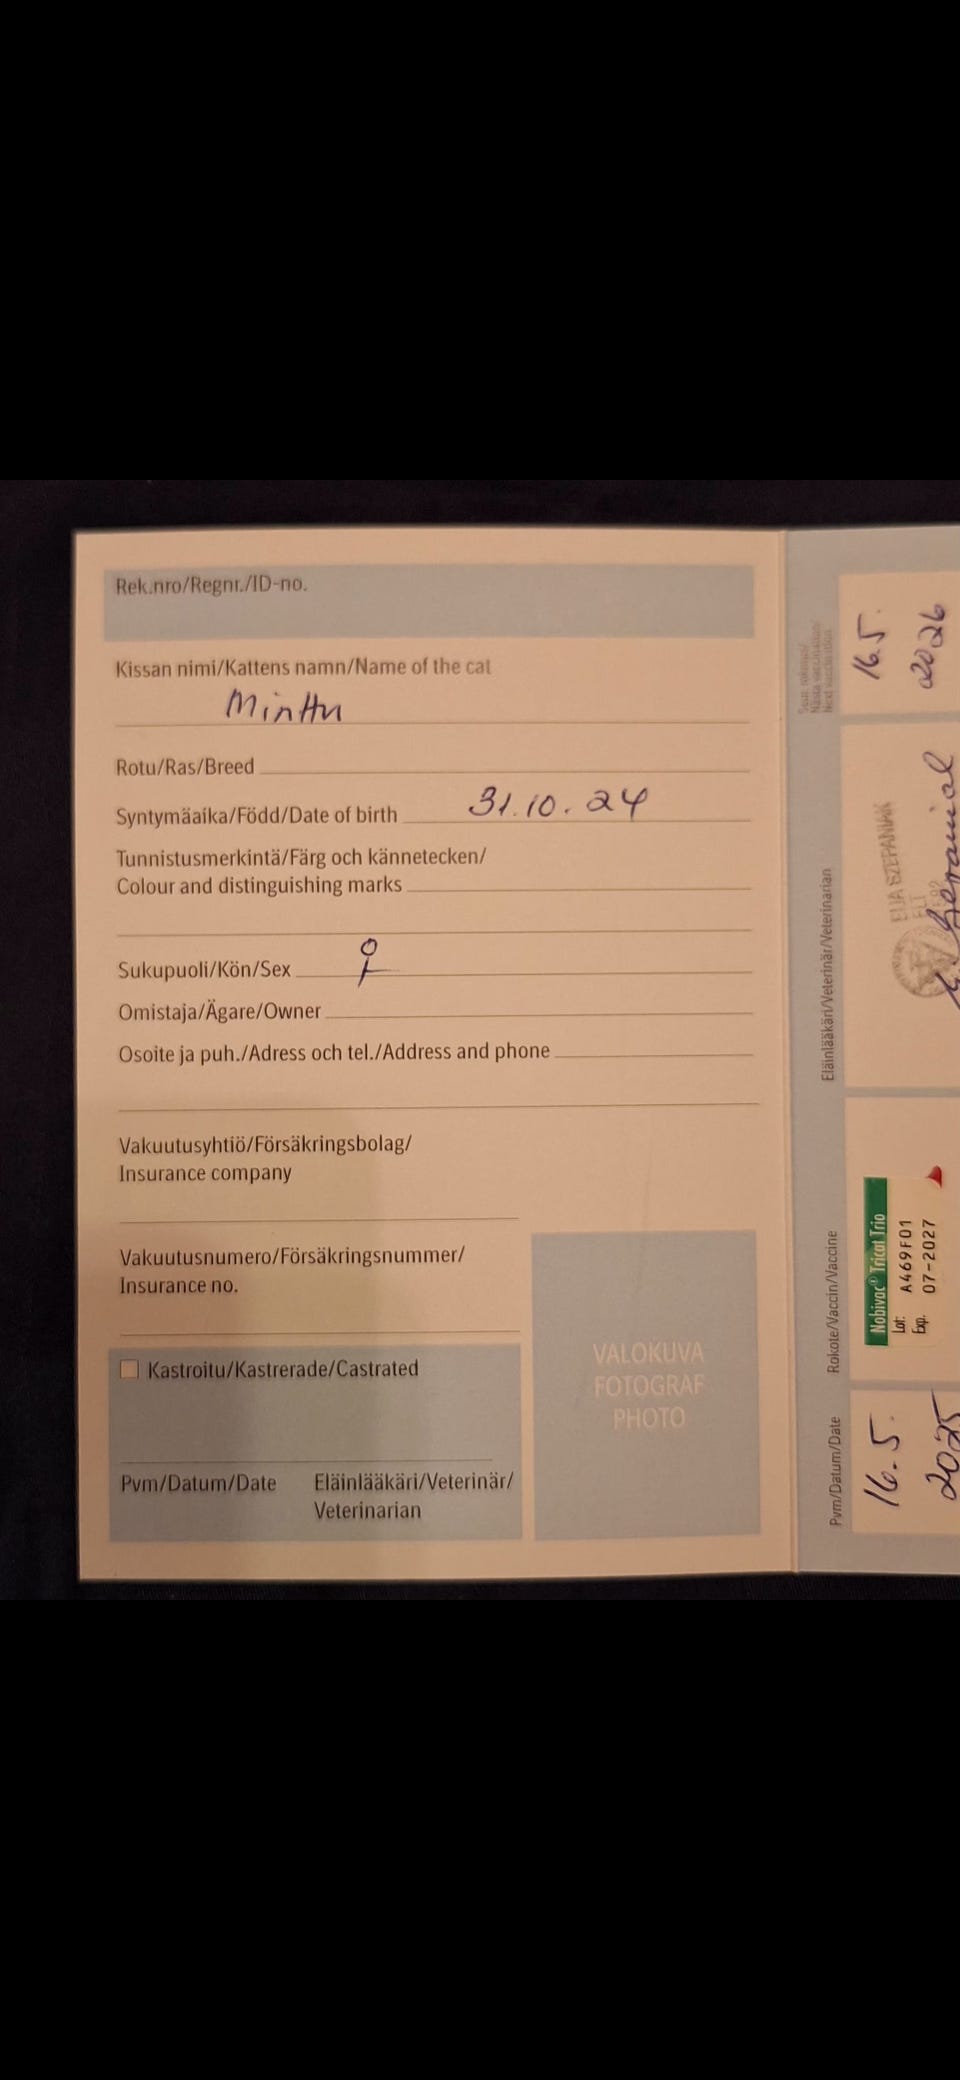 Rek.nro/Regnr./ID-no.
Kissan nimi/Kattens namn/Name of the cat
Minttu
Rotu/Ras/Breed
Syntymäaika/Född/Date of birth 31.10.24
Tunnistusmerkintä/Färg och kännetecken/
Colour and distinguishing marks
Sukupuoli/Kön/Sex ♀
Omistaja/Ägare/Owner
Osoite ja puh./Adress och tel./Address and phone
Vakuutusyhtiö/Försäkringsbolag/
Insurance company
Vakuutusnumero/Försäkringsnummer/
Insurance no.
Kastroitu/Kastrerade/Castrated
Pvm/Datum/Date Eläinlääkäri/Veterinär/
Veterinarian
VALOKUVA
FOTOGRAF
PHOTO
Pvm/Datum/Date
16.5.
2025
Rokote/Vaccin/Vaccine
Nobivac® Tricat Trio
Lot: A469F01
Exp. 07-2027
Eläinlääkäri/Veterinär/Veterinarian
EIJA SZEPANIAK
ELL
Next vaccination
16.5.
2026